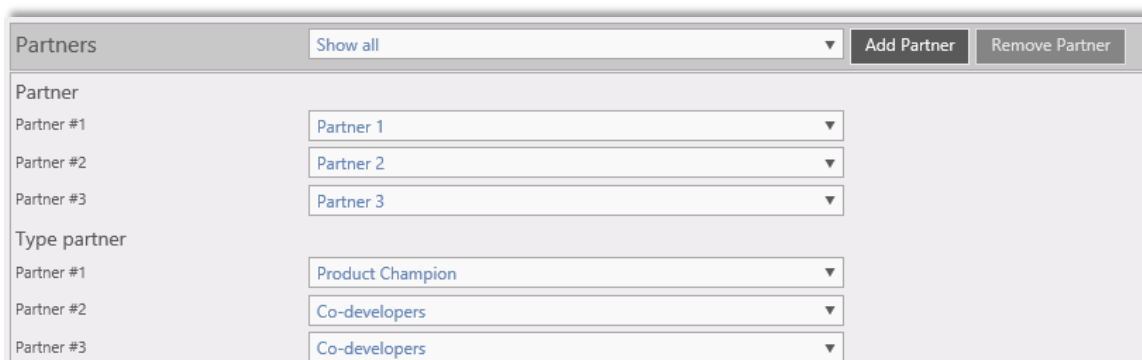 Partners Show all Add Partner Remove Partner
Partner
Partner #1 Partner 1
Partner #2 Partner 2
Partner #3 Partner 3
Type partner
Partner #1 Product Champion
Partner #2 Co-developers
Partner #3 Co-developers